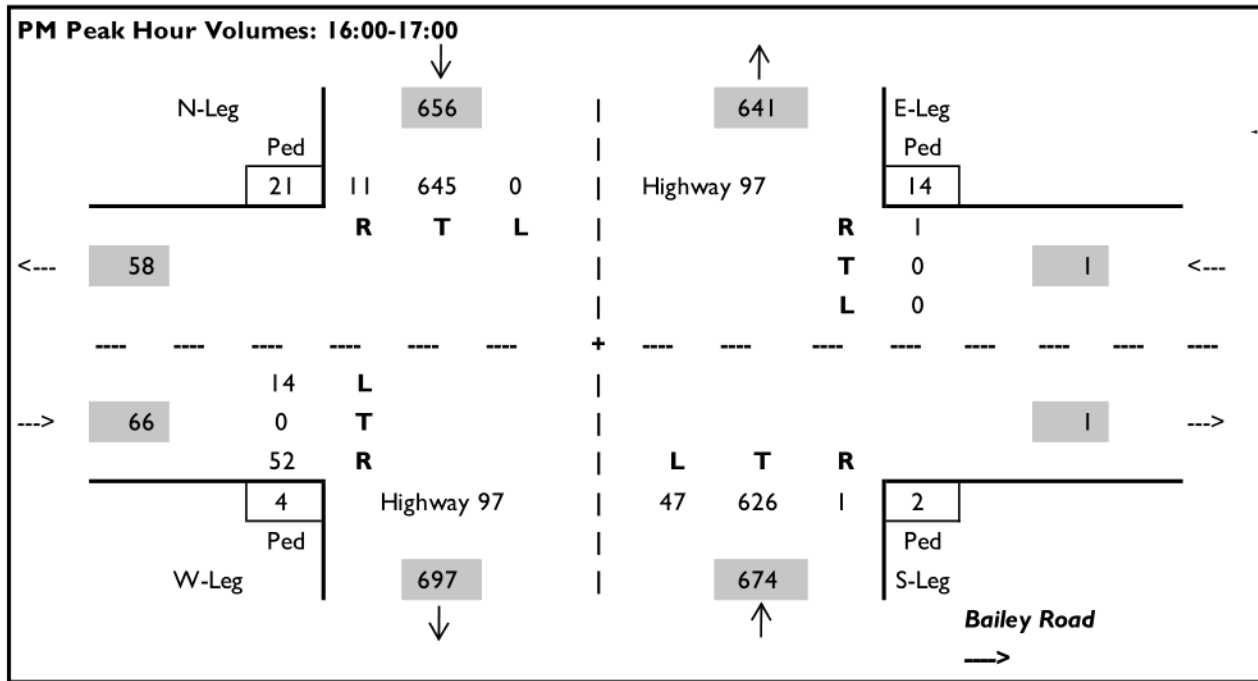 PM Peak Hour Volumes: 16:00-17:00
N-Leg 656 641 E-Leg
Ped Ped
21 11 645 0 Highway 97 14
R T L R 1
<--- 58 T 0 1 <---
L 0
---- ---- ---- ---- ---- ---- + ---- ---- ---- ---- ---- ---- ---- ----
14 L
---> 66 0 T 1 --->
52 R L T R
4 Highway 97 47 626 1 2
Ped Ped
W-Leg 697 674 S-Leg
Bailey Road
---->